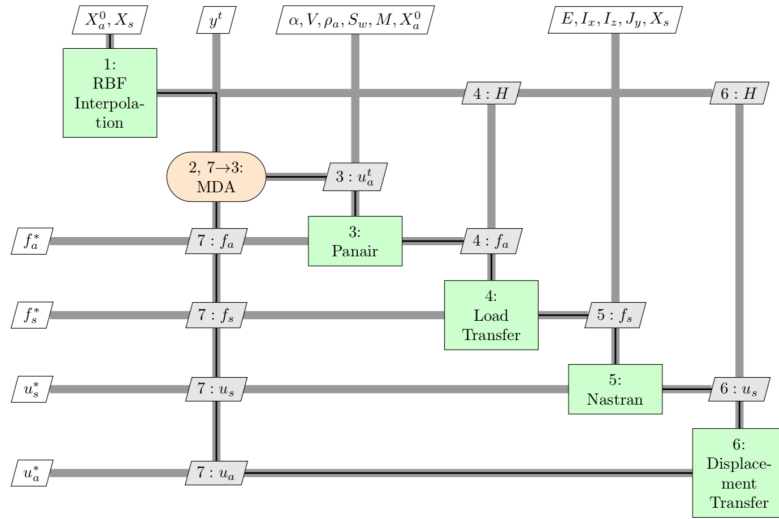 X_a^0, X_s
y^t
α, V, ρ_a, S_w, M, X_a^0
E, I_x, I_z, J_y, X_s
1:
RBF
Interpola-
tion
4 : H
6 : H
2, 7→3:
MDA
3 : u_a^t
f_a^*
7 : f_a
3:
Panair
4 : f_a
f_s^*
7 : f_s
4:
Load
Transfer
5 : f_s
u_s^*
7 : u_s
5:
Nastran
6 : u_s
u_a^*
7 : u_a
6:
Displace-
ment
Transfer